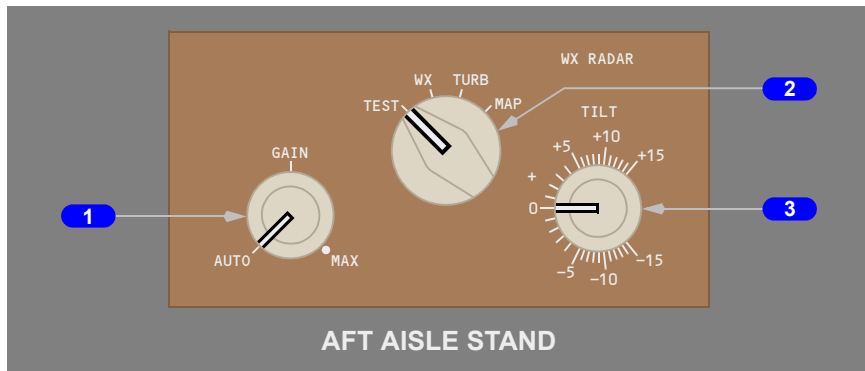 WX RADAR
WX TURB
TEST MAP
2
TILT
+5 +10 +15
+
0
-5 -10 -15
GAIN
1
AUTO MAX
3
AFT AISLE STAND